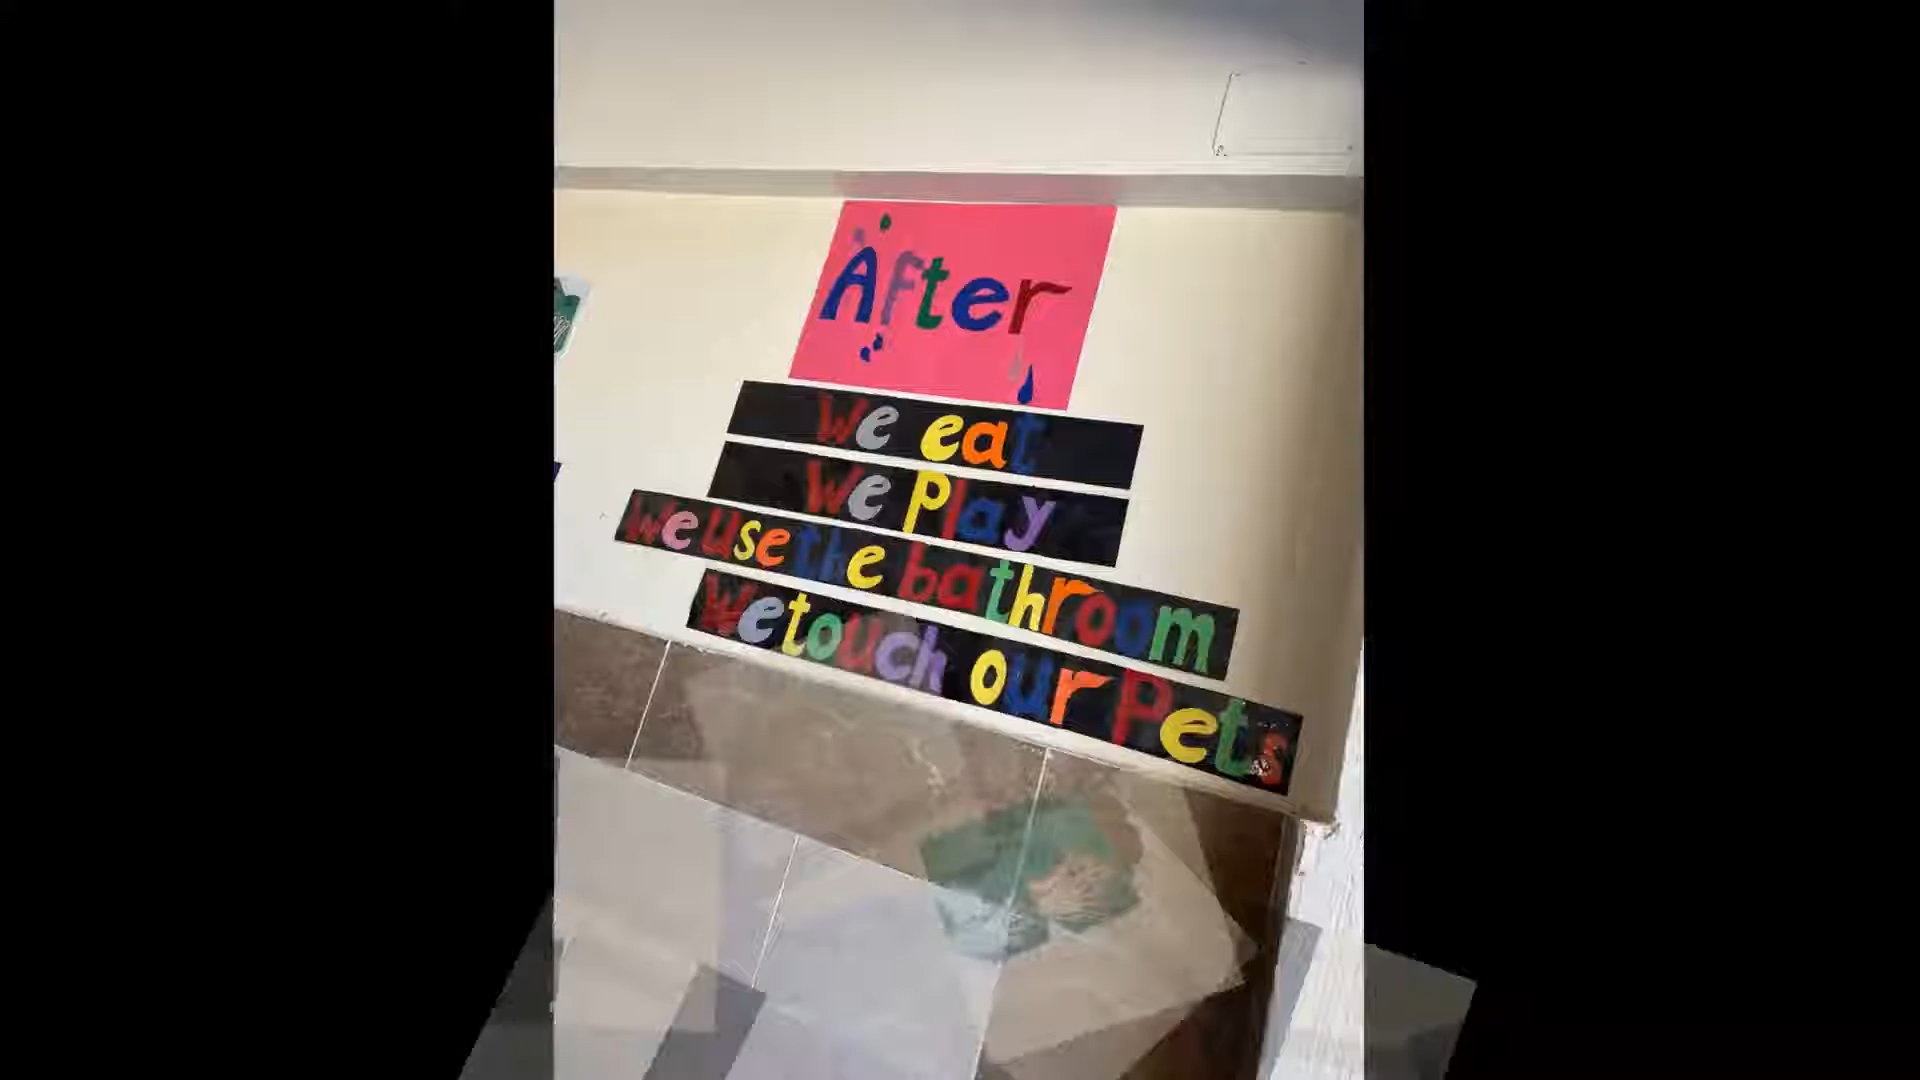 After
We eat
We Play
We Use the bathroom
We touch our Pets